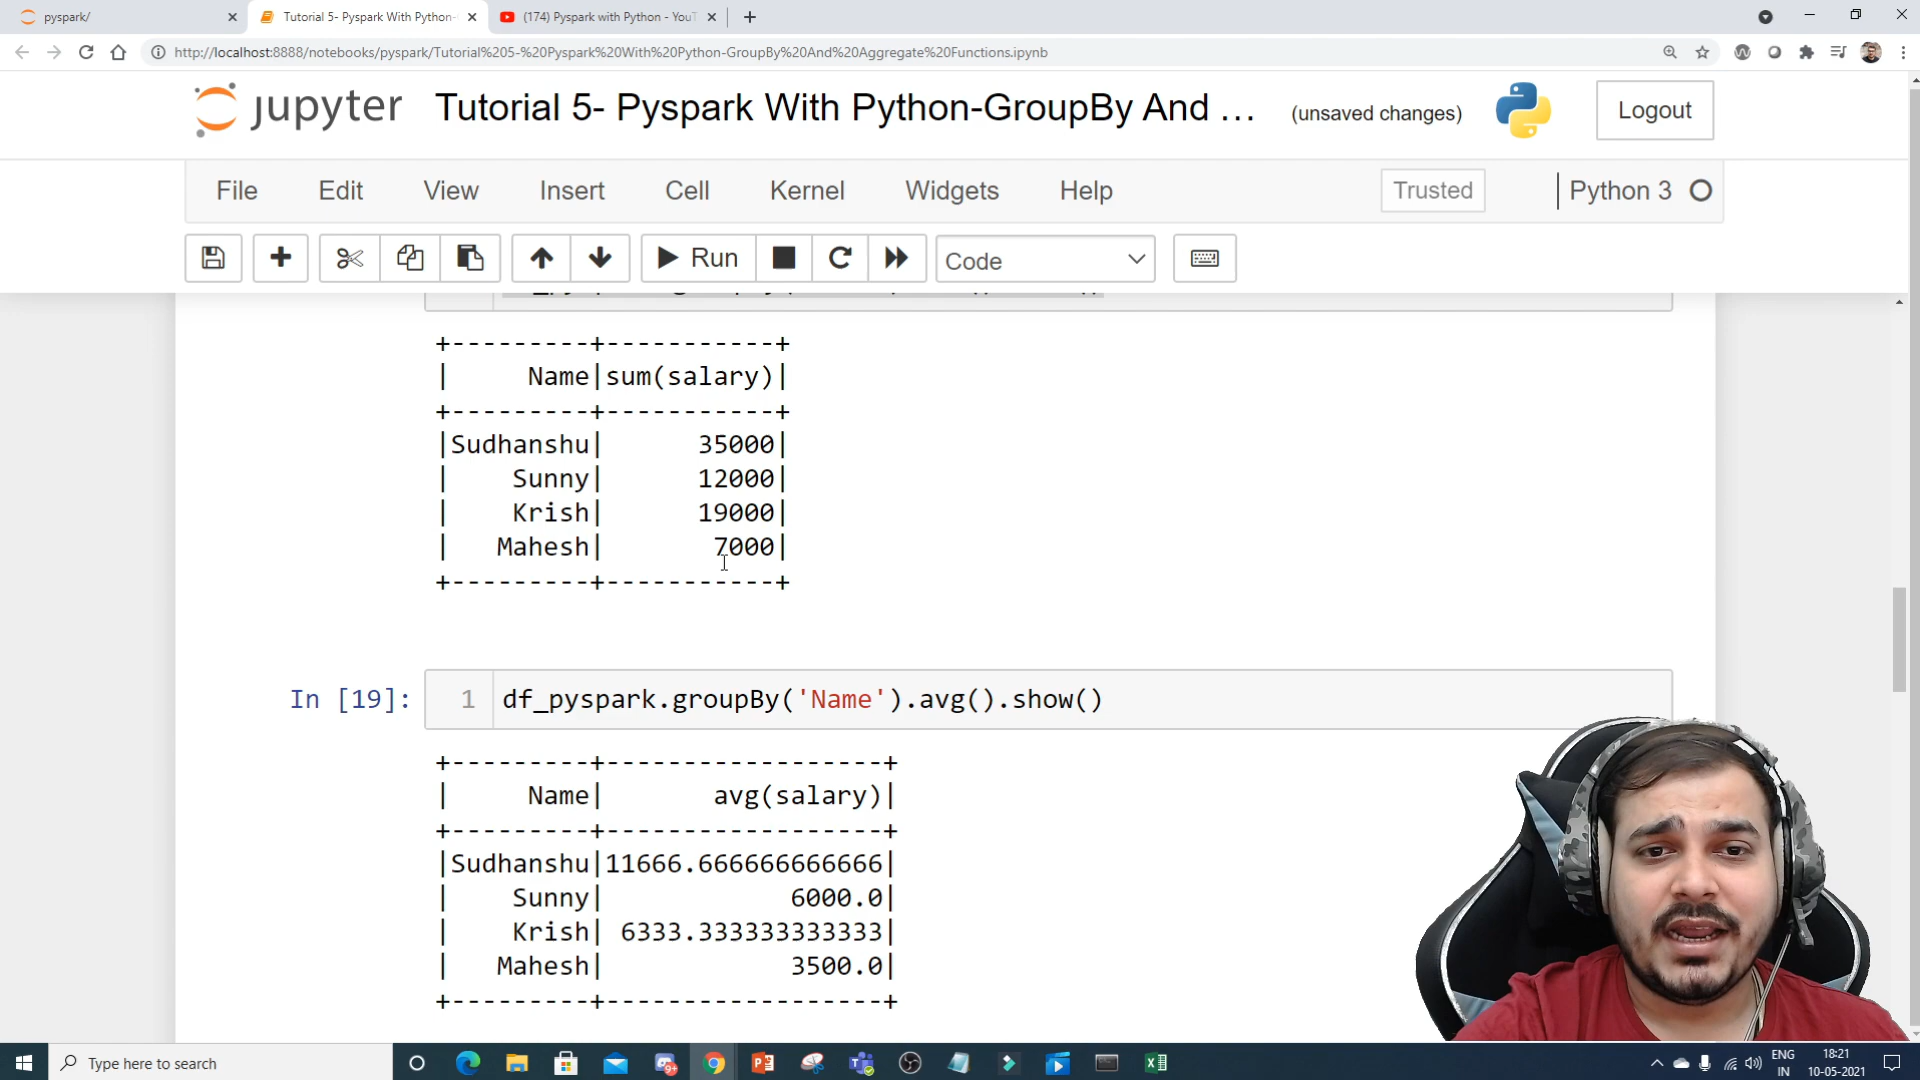 pyspark/
Tutorial 5- Pyspark With Python-
(174) Pyspark with Python - YouT
http://localhost:8888/notebooks/pyspark/Tutorial%205-%20Pyspark%20With%20Python-GroupBy%20And%20Aggregate%20Functions.ipynb
jupyter Tutorial 5- Pyspark With Python-GroupBy And ... (unsaved changes) Logout
File Edit View Insert Cell Kernel Widgets Help Trusted Python 3
Run Code
+---------+-----------+
|     Name|sum(salary)|
+---------+-----------+
|Sudhanshu|      35000|
|    Sunny|      12000|
|    Krish|      19000|
|   Mahesh|       7000|
+---------+-----------+
In [19]: 1 df_pyspark.groupBy('Name').avg().show()
+---------+------------------+
|     Name|       avg(salary)|
+---------+------------------+
|Sudhanshu|11666.666666666666|
|    Sunny|            6000.0|
|    Krish| 6333.333333333333|
|   Mahesh|            3500.0|
+---------+------------------+
Type here to search
ENG
IN
18:21
10-05-2021